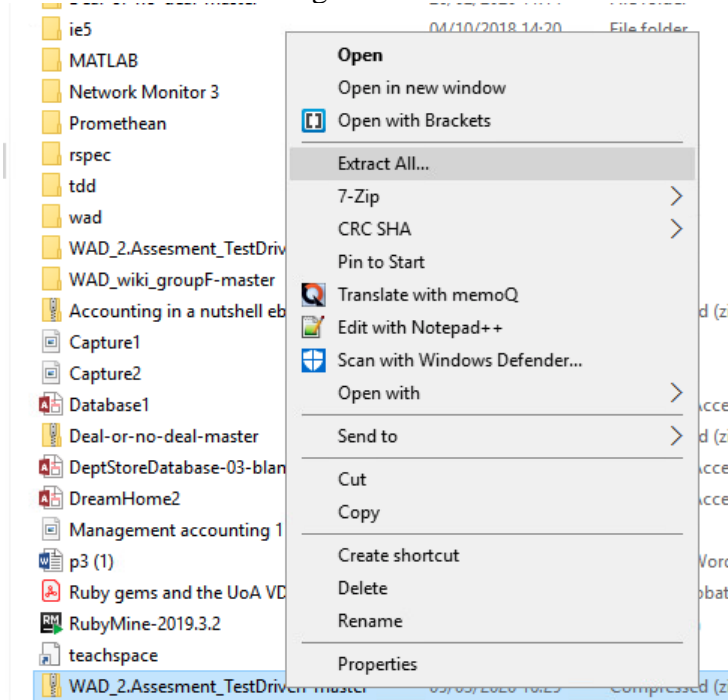 ie5 04/10/2018 14:20 File folder
MATLAB
Network Monitor 3
Promethean
rspec
tdd
wad
WAD_2.Assesment_TestDriv
WAD_wiki_groupF-master
Accounting in a nutshell eb
Capture1
Capture2
Database1
Deal-or-no-deal-master
DeptStoreDatabase-03-blan
DreamHome2
Management accounting 1
p3 (1)
Ruby gems and the UoA VD
RubyMine-2019.3.2
teachspace
WAD_2.Assesment_TestDriven-master
Open
Open in new window
Open with Brackets
Extract All...
7-Zip
CRC SHA
Pin to Start
Translate with memoQ
Edit with Notepad++
Scan with Windows Defender...
Open with
Send to
Cut
Copy
Create shortcut
Delete
Rename
Properties